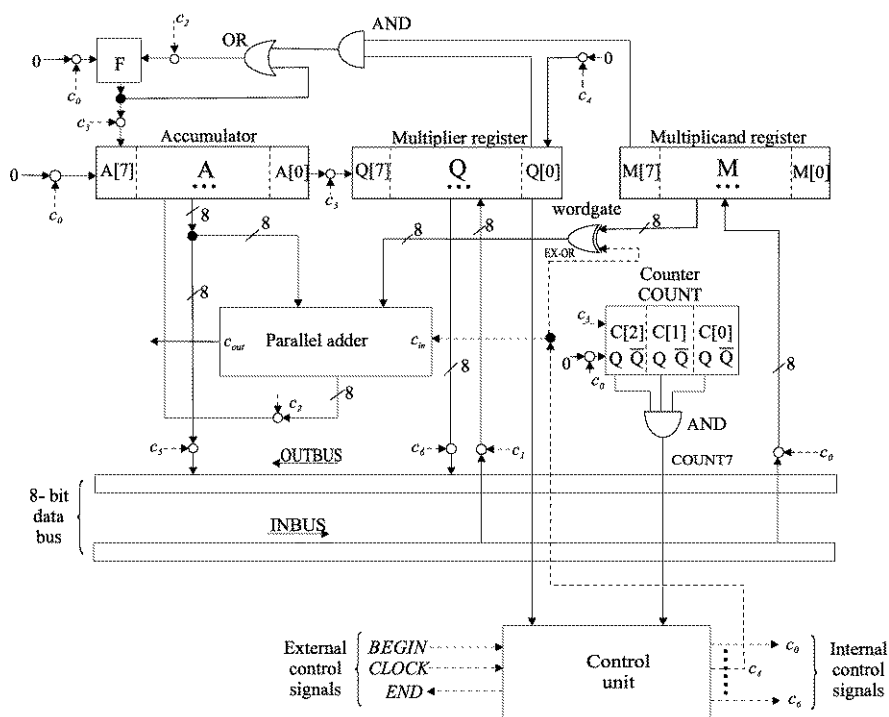 c₂
AND
OR
0
F
c₀
0
c₄
c₃
Accumulator
Multiplier register
Multiplicand register
0
A[7]
A
A[0]
Q[7]
Q
Q[0]
M[7]
M
M[0]
...
...
...
c₀
c₃
wordgate
8
8
8
8
8
EX-OR
Counter
COUNT
8
c₃
C[2]
C[1]
C[0]
cout
Parallel adder
cin
0
Q Q̅
Q Q̅
Q Q̅
c₀
8
8
8
c₂
AND
c₅
OUTBUS
c₆
c₁
COUNT7
c₀
8- bit
data
bus
INBUS
External
control
signals
BEGIN
CLOCK
END
Control
unit
c₀
c₄
c₆
Internal
control
signals